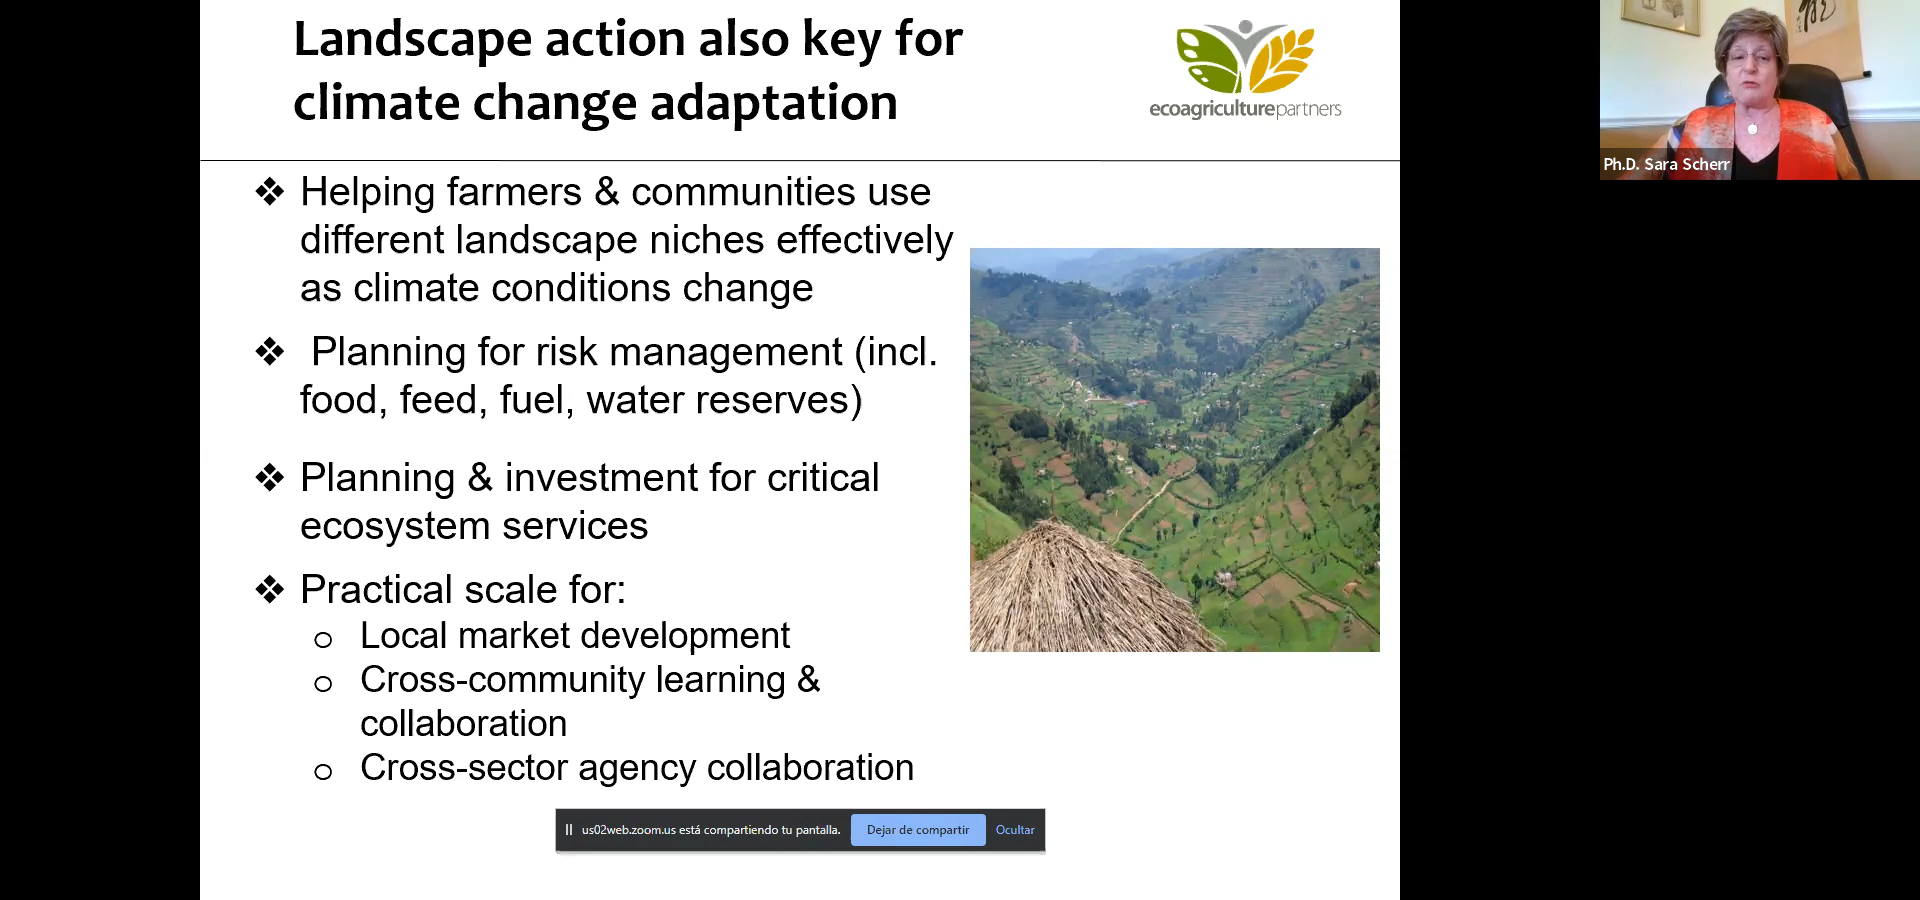 Landscape action also key for
climate change adaptation
ecoagriculturepartners
Ph.D. Sara Scherr
❖ Helping farmers & communities use
different landscape niches effectively
as climate conditions change
❖ Planning for risk management (incl.
food, feed, fuel, water reserves)
❖ Planning & investment for critical
ecosystem services
❖ Practical scale for:
o Local market development
o Cross-community learning &
collaboration
o Cross-sector agency collaboration
us02web.zoom.us está compartiendo tu pantalla. Dejar de compartir Ocultar